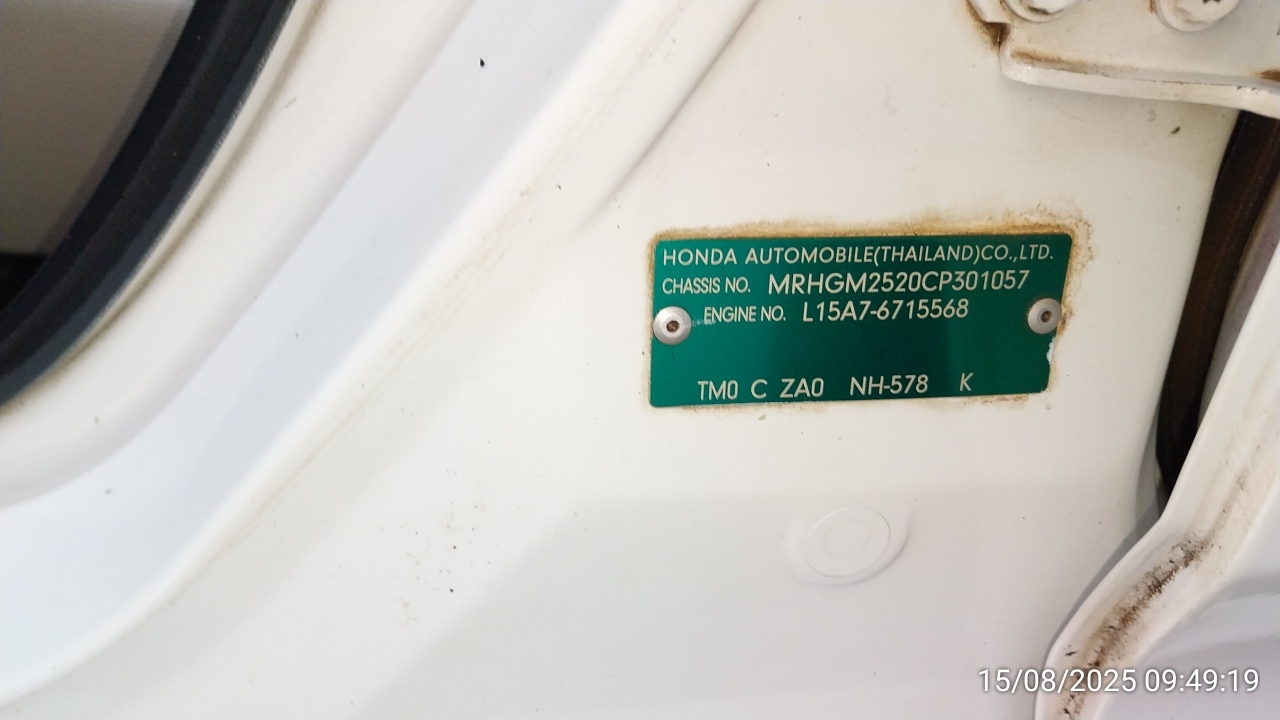 HONDA AUTOMOBILE(THAILAND)CO.,LTD.
CHASSIS NO. MRHGM2520CP301057
ENGINE NO. L15A7-6715568
TM0 C ZA0 NH-578 K
15/08/2025 09:49:19